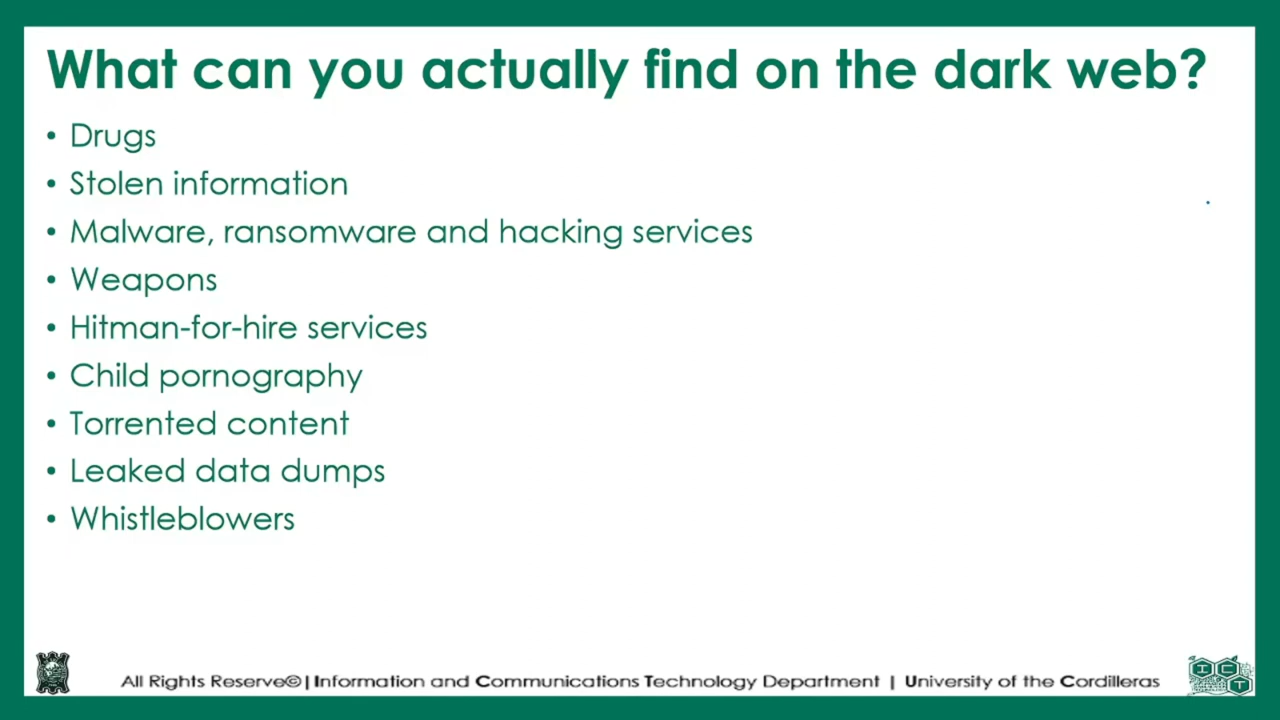 What can you actually find on the dark web?
• Drugs
• Stolen information
• Malware, ransomware and hacking services
• Weapons
• Hitman-for-hire services
• Child pornography
• Torrented content
• Leaked data dumps
• Whistleblowers
All Rights Reserve© | Information and Communications Technology Department | University of the Cordilleras
I C T